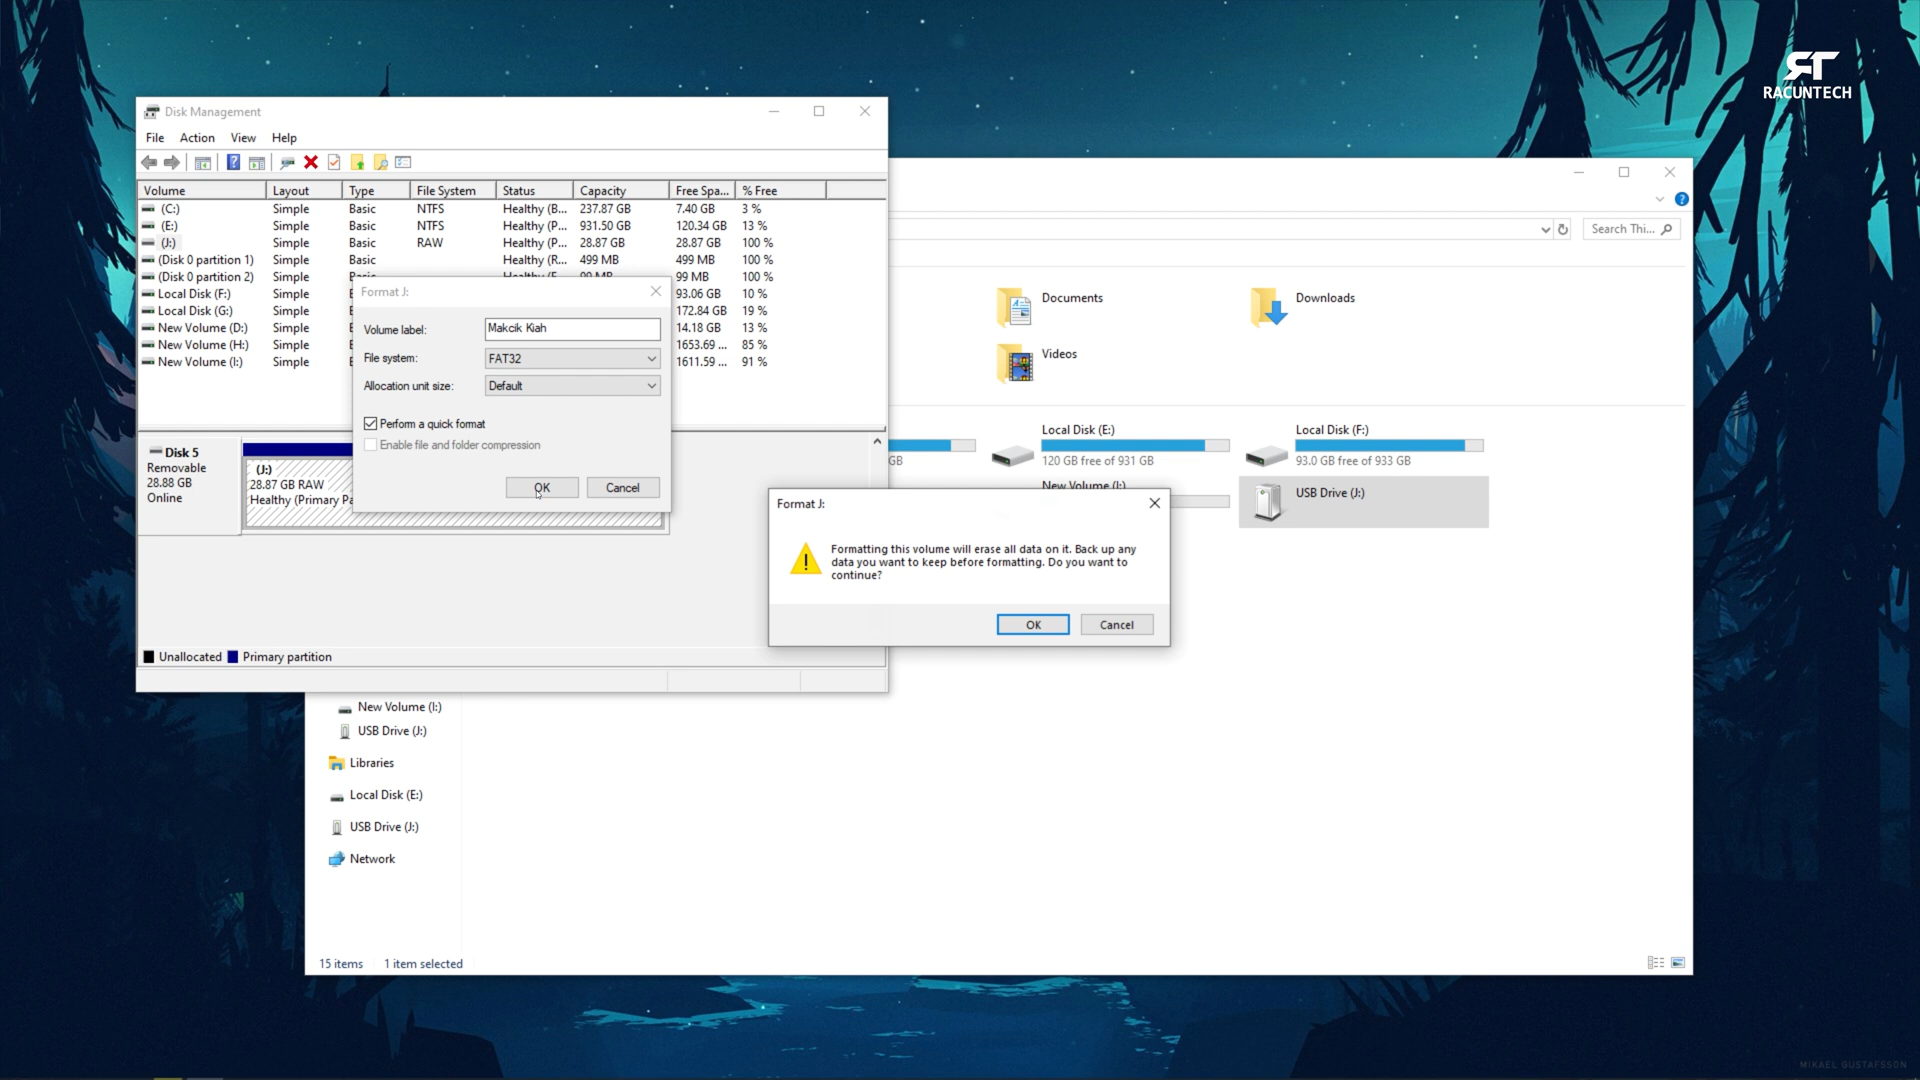 RACUNTECH
Disk Management
File Action View Help
Volume Layout Type File System Status Capacity Free Spa... % Free
(C:) Simple Basic NTFS Healthy (B... 237.87 GB 7.40 GB 3 %
(E:) Simple Basic NTFS Healthy (P... 931.50 GB 120.34 GB 13 %
(J:) Simple Basic RAW Healthy (P... 28.87 GB 28.87 GB 100 %
(Disk 0 partition 1) Simple Basic Healthy (R... 499 MB 499 MB 100 %
(Disk 0 partition 2) Simple Basic Healthy (E... 99 MB 99 MB 100 %
Local Disk (F:) Simple 93.06 GB 10 %
Local Disk (G:) Simple 172.84 GB 19 %
New Volume (D:) Simple 14.18 GB 13 %
New Volume (H:) Simple 1653.69 ... 85 %
New Volume (I:) Simple 1611.59 ... 91 %
Format J:
Volume label: Makcik Kiah
File system: FAT32
Allocation unit size: Default
Perform a quick format
Enable file and folder compression
OK Cancel
Disk 5
Removable
28.88 GB
Online
(J:)
28.87 GB RAW
Healthy (Primary Pa
Unallocated Primary partition
Search Thi...
Documents
Downloads
Videos
GB
Local Disk (E:)
120 GB free of 931 GB
Local Disk (F:)
93.0 GB free of 933 GB
New Volume (I:)
USB Drive (J:)
Format J:
Formatting this volume will erase all data on it. Back up any
data you want to keep before formatting. Do you want to
continue?
OK Cancel
New Volume (I:)
USB Drive (J:)
Libraries
Local Disk (E:)
USB Drive (J:)
Network
15 items 1 item selected
MIKAEL GUSTAFSSON